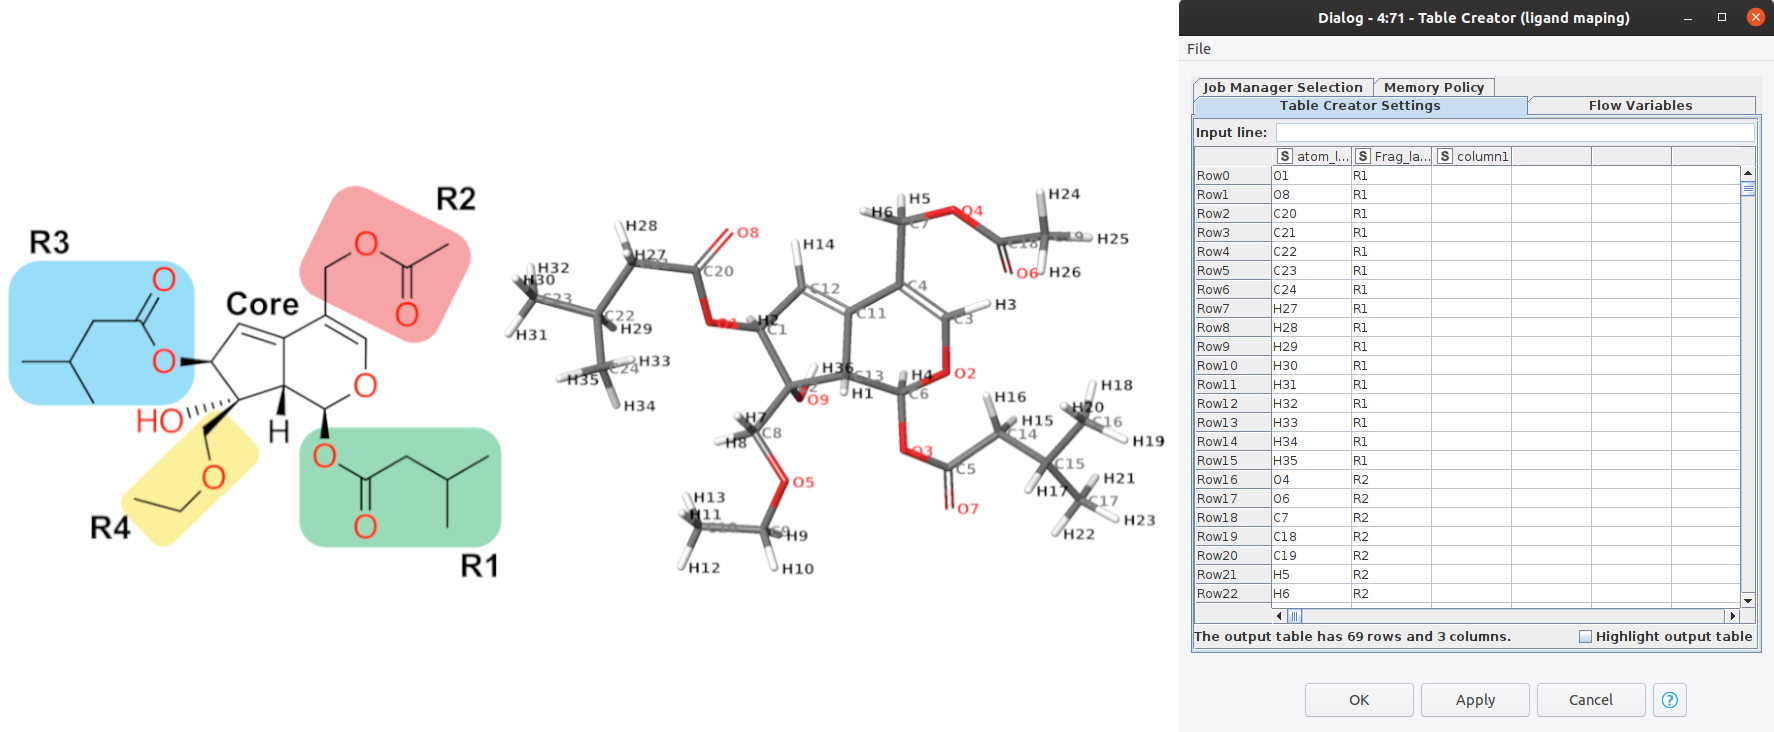 R2
R3
O
O
O
Core
O
O
O
HO
H
O
R4
O
O
R1
H24
H5
H6
O4
C7
H25
C18
H26
O6
H28
O8
H14
H27
C20
H32
H30
C23
C12
C4
H3
C22
H29
H2
C11
C3
H31
O1
C1
H33
C24
H35
H34
H36
C13
H4
O2
O9
H1
C6
H18
H16
H20
H7
H15
C16
C8
H8
C14
H19
O3
C5
C15
H21
O5
H17
C17
H13
O7
H11
H23
C9
H9
H22
H12
H10
Dialog - 4:71 - Table Creator (ligand maping)
File
Job Manager Selection Memory Policy
Table Creator Settings Flow Variables
Input line:
S atom_l... S Frag_la... S column1
Row0 O1 R1
Row1 O8 R1
Row2 C20 R1
Row3 C21 R1
Row4 C22 R1
Row5 C23 R1
Row6 C24 R1
Row7 H27 R1
Row8 H28 R1
Row9 H29 R1
Row10 H30 R1
Row11 H31 R1
Row12 H32 R1
Row13 H33 R1
Row14 H34 R1
Row15 H35 R1
Row16 O4 R2
Row17 O6 R2
Row18 C7 R2
Row19 C18 R2
Row20 C19 R2
Row21 H5 R2
Row22 H6 R2
The output table has 69 rows and 3 columns. Highlight output table
OK Apply Cancel ?